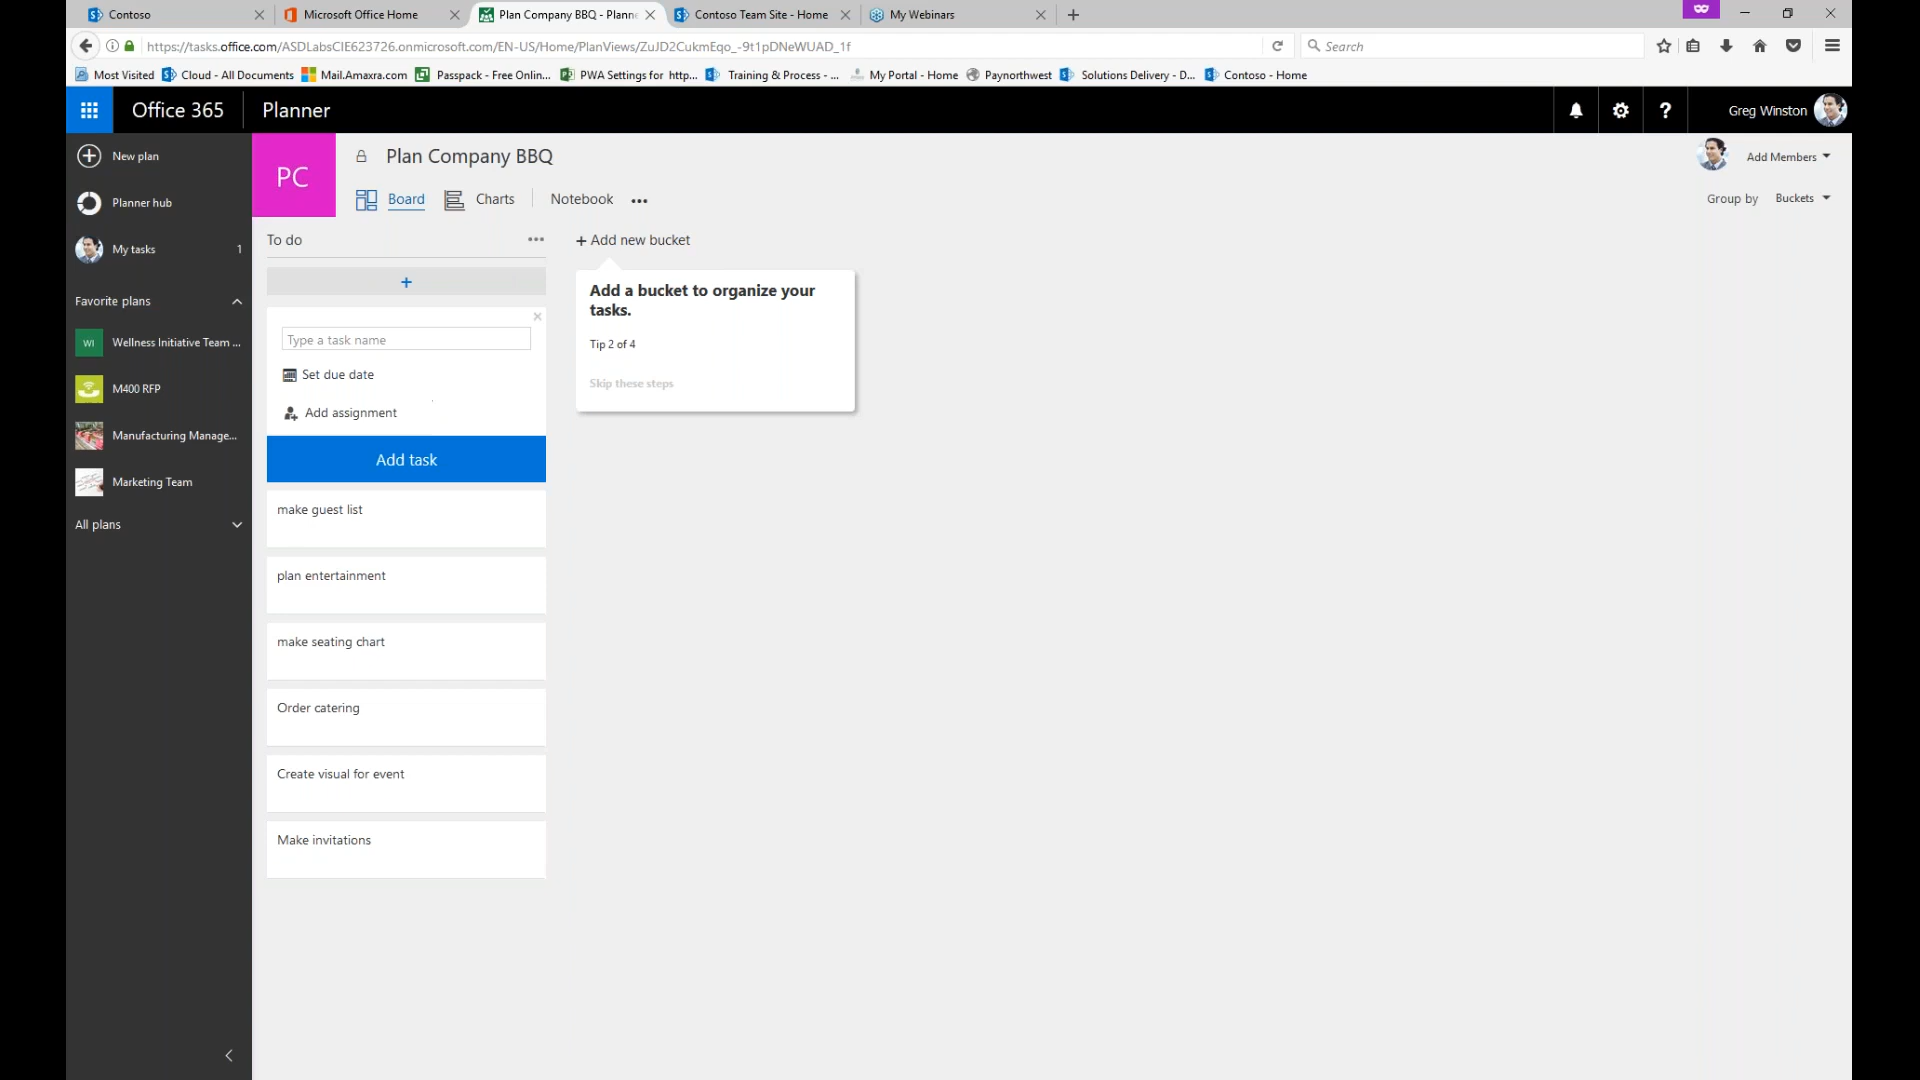 Contoso
Microsoft Office Home
Plan Company BBQ - Planne
Contoso Team Site - Home
My Webinars
https://tasks.office.com/ASDLabsCIE623726.onmicrosoft.com/EN-US/Home/PlanViews/ZuJD2CukmEqo_-9t1pDNeWUAD_1f
Search
Most Visited
Cloud - All Documents
Mail.Amaxra.com
Passpack - Free Onlin...
PWA Settings for http...
Training & Process - ...
My Portal - Home
Paynorthwest
Solutions Delivery - D...
Contoso - Home
Office 365
Planner
?
Greg Winston
New plan
Planner hub
My tasks 1
Favorite plans
WI Wellness Initiative Team ...
M400 RFP
Manufacturing Manage...
Marketing Team
All plans
PC
Plan Company BBQ
Add Members
Board
Charts
Notebook
...
Group by Buckets
To do
...
+
Type a task name
Set due date
Add assignment
Add task
make guest list
plan entertainment
make seating chart
Order catering
Create visual for event
Make invitations
+ Add new bucket
Add a bucket to organize your
tasks.
Tip 2 of 4
Skip these steps